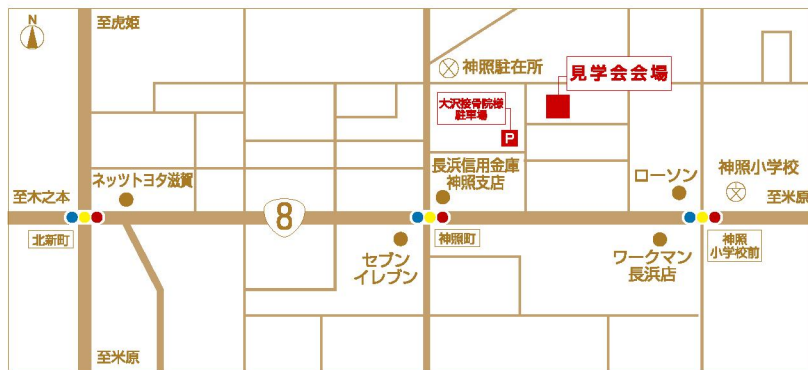 N
至虎姫
神照駐在所
見学会会場
大沢接骨院様
駐車場
P
至木之本
ネッツトヨタ滋賀
長浜信用金庫
神照支店
ローソン
神照小学校
至米原
8
北新町
セブン
イレブン
神照町
ワークマン
長浜店
神照
小学校前
至米原